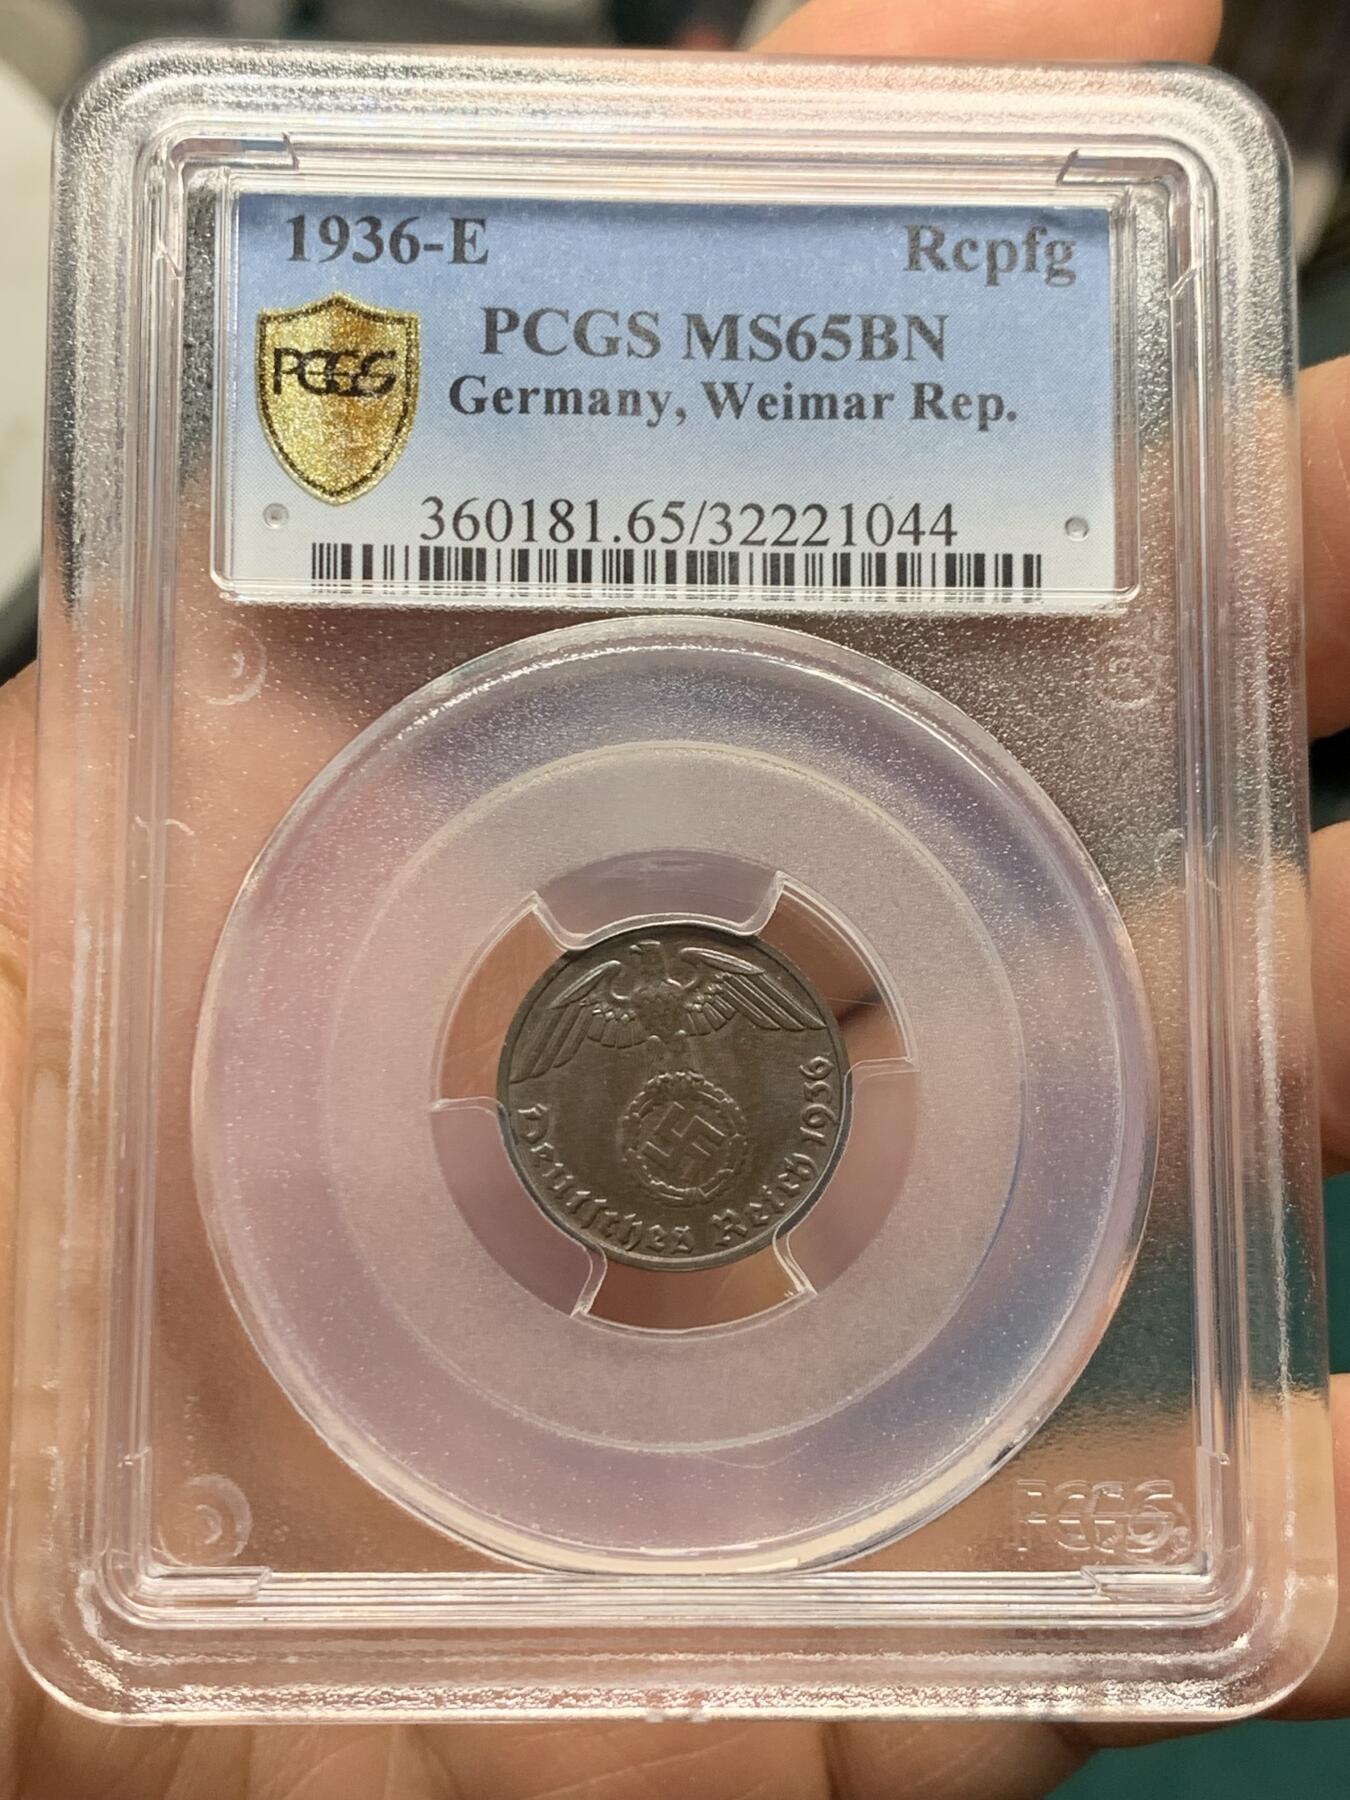 1936-E Rcpfg
PCGS MS65BN
PCGS
Germany, Weimar Rep.
360181.65/32221044
Deutsches Reich 1936
PCGS